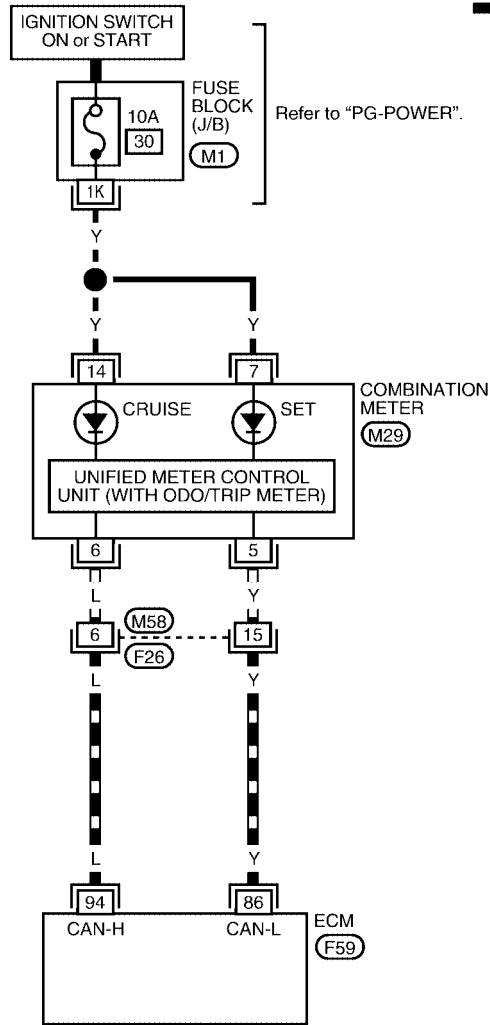 IGNITION SWITCH
ON or START
FUSE
BLOCK
(J/B)
10A
30
M1
Refer to “PG-POWER”.
1K
Y
Y
Y
14
7
COMBINATION
METER
M29
CRUISE
SET
UNIFIED METER CONTROL
UNIT (WITH ODO/TRIP METER)
6
5
L
Y
M58
6
15
F26
L
Y
L
Y
94
86
CAN-H
CAN-L
ECM
F59